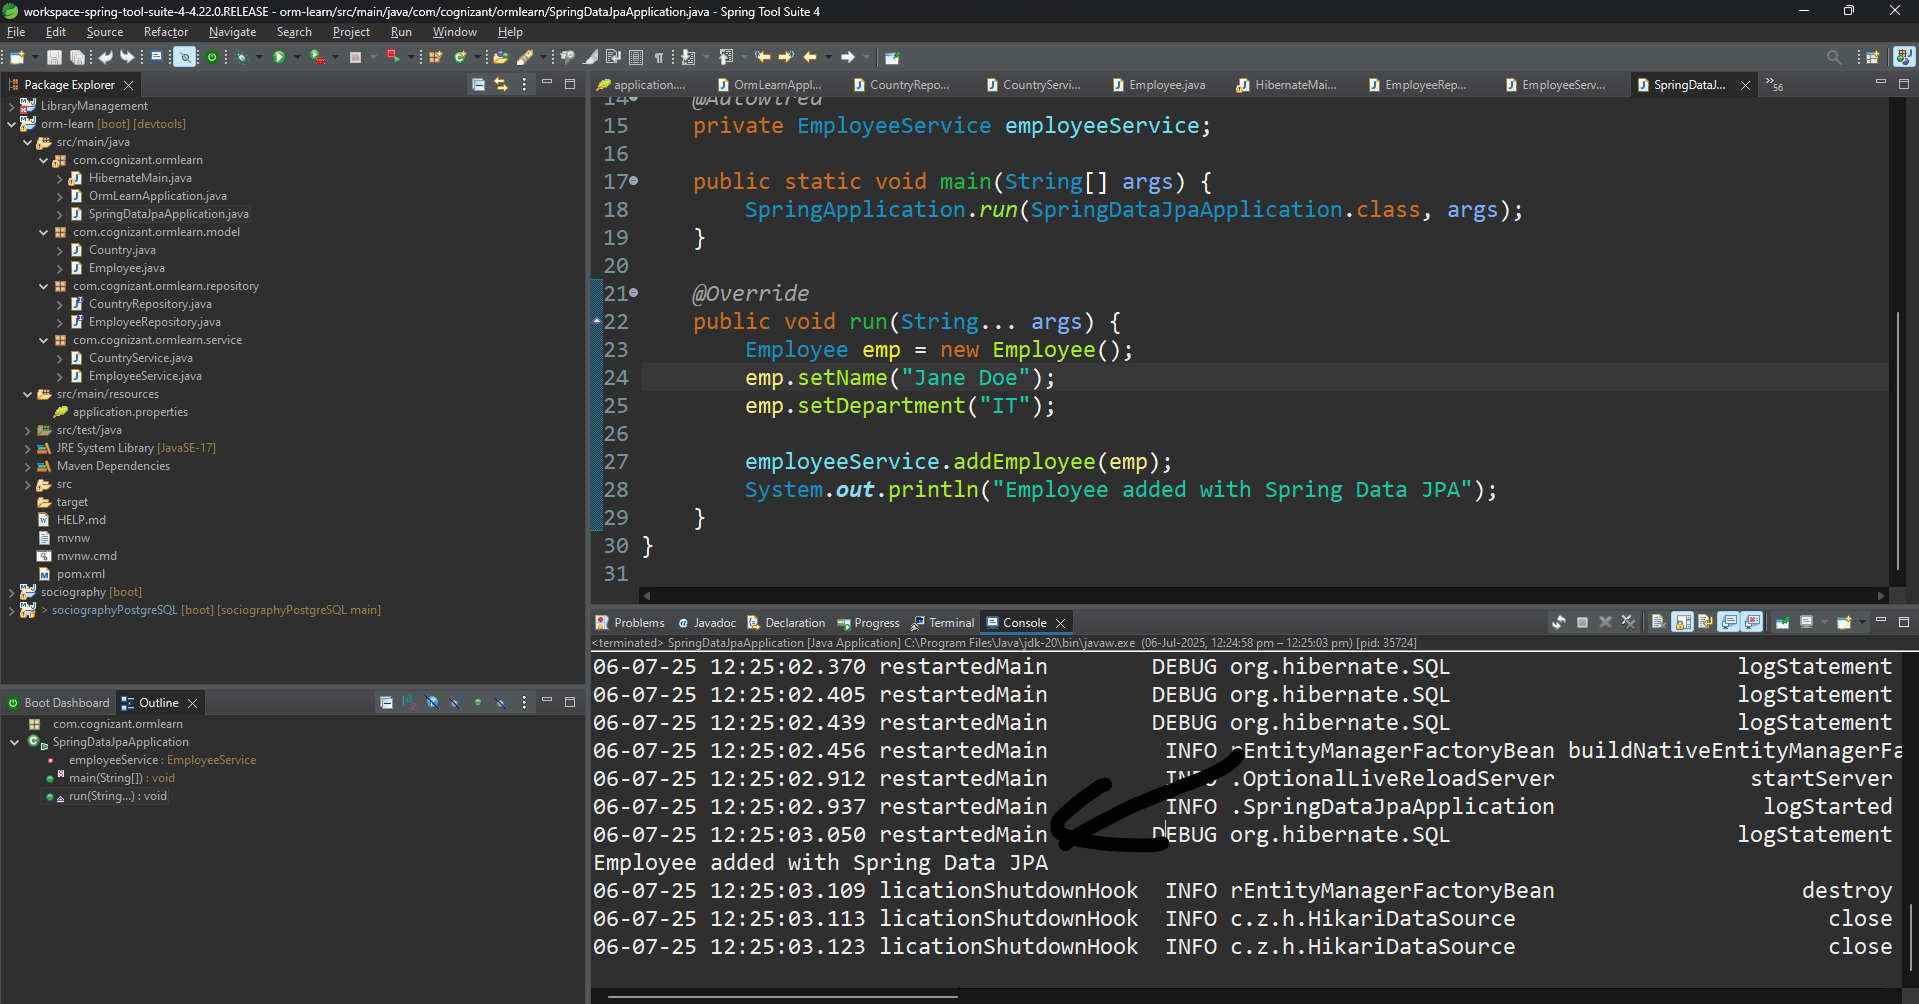 workspace-spring-tool-suite-4-4.22.0.RELEASE - orm-learn/src/main/java/com/cognizant/ormlearn/SpringDataJpaApplication.java - Spring Tool Suite 4
File Edit Source Refactor Navigate Search Project Run Window Help
Package Explorer
LibraryManagement
orm-learn [boot] [devtools]
src/main/java
com.cognizant.ormlearn
HibernateMain.java
OrmLearnApplication.java
SpringDataJpaApplication.java
com.cognizant.ormlearn.model
Country.java
Employee.java
com.cognizant.ormlearn.repository
CountryRepository.java
EmployeeRepository.java
com.cognizant.ormlearn.service
CountryService.java
EmployeeService.java
src/main/resources
application.properties
src/test/java
JRE System Library [JavaSE-17]
Maven Dependencies
src
target
HELP.md
mvnw
mvnw.cmd
pom.xml
sociography [boot]
> sociographyPostgreSQL [boot] [sociographyPostgreSQL main]
Boot Dashboard Outline
com.cognizant.ormlearn
SpringDataJpaApplication
employeeService : EmployeeService
main(String[]) : void
run(String...) : void
application.... OrmLearnAppl... CountryRepo... CountryServi... Employee.java HibernateMai... EmployeeRep... EmployeeServ... SpringDataJ... »56
14 @Autowired
15 private EmployeeService employeeService;
16
17 public static void main(String[] args) {
18 SpringApplication.run(SpringDataJpaApplication.class, args);
19 }
20
21 @Override
22 public void run(String... args) {
23 Employee emp = new Employee();
24 emp.setName("Jane Doe");
25 emp.setDepartment("IT");
26
27 employeeService.addEmployee(emp);
28 System.out.println("Employee added with Spring Data JPA");
29 }
30 }
31
Problems Javadoc Declaration Progress Terminal Console
<terminated> SpringDataJpaApplication [Java Application] C:\Program Files\Java\jdk-20\bin\javaw.exe (06-Jul-2025, 12:24:58 pm – 12:25:03 pm) [pid: 35724]
06-07-25 12:25:02.370 restartedMain DEBUG org.hibernate.SQL logStatement
06-07-25 12:25:02.405 restartedMain DEBUG org.hibernate.SQL logStatement
06-07-25 12:25:02.439 restartedMain DEBUG org.hibernate.SQL logStatement
06-07-25 12:25:02.456 restartedMain INFO rEntityManagerFactoryBean buildNativeEntityManagerFa
06-07-25 12:25:02.912 restartedMain INFO .OptionalLiveReloadServer startServer
06-07-25 12:25:02.937 restartedMain INFO .SpringDataJpaApplication logStarted
06-07-25 12:25:03.050 restartedMain DEBUG org.hibernate.SQL logStatement
Employee added with Spring Data JPA
06-07-25 12:25:03.109 licationShutdownHook INFO rEntityManagerFactoryBean destroy
06-07-25 12:25:03.113 licationShutdownHook INFO c.z.h.HikariDataSource close
06-07-25 12:25:03.123 licationShutdownHook INFO c.z.h.HikariDataSource close